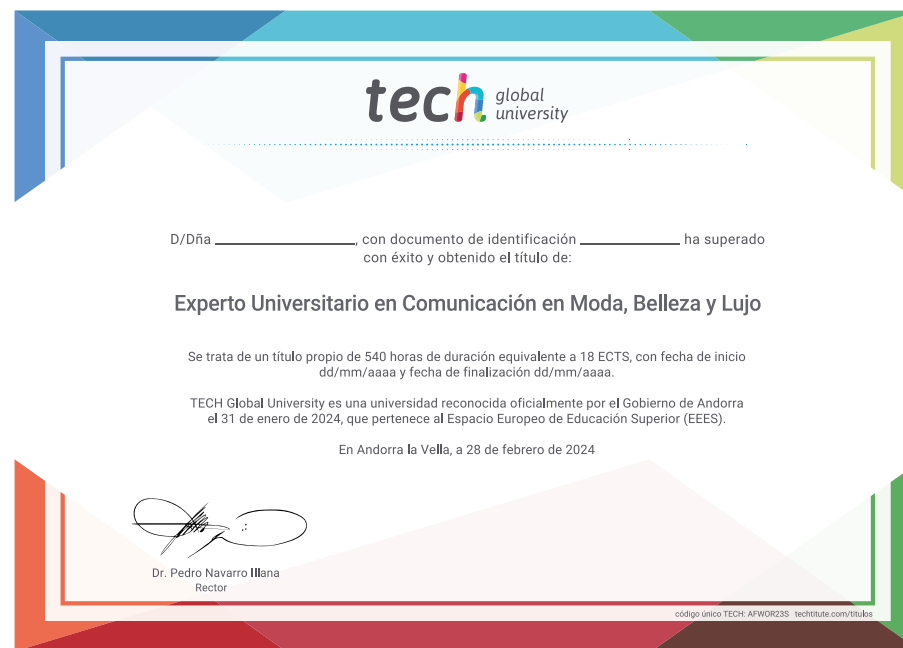 tech global university
D/Dña ____________________, con documento de identificación ______________ ha superado
con éxito y obtenido el título de:
Experto Universitario en Comunicación en Moda, Belleza y Lujo
Se trata de un título propio de 540 horas de duración equivalente a 18 ECTS, con fecha de inicio
dd/mm/aaaa y fecha de finalización dd/mm/aaaa.
TECH Global University es una universidad reconocida oficialmente por el Gobierno de Andorra
el 31 de enero de 2024, que pertenece al Espacio Europeo de Educación Superior (EEES).
En Andorra la Vella, a 28 de febrero de 2024
Dr. Pedro Navarro Illana
Rector
código único TECH: AFWOR23S techtitute.com/titulos